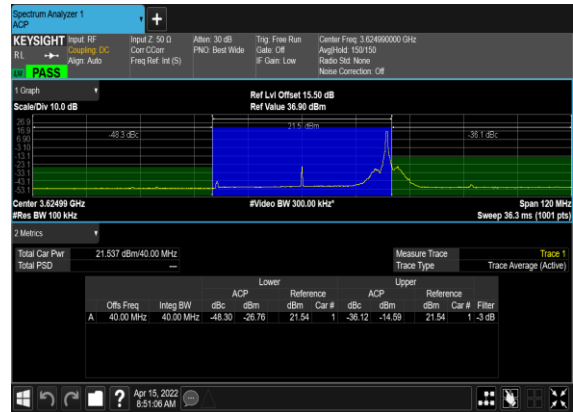 Spectrum Analyzer 1
ACP
KEYSIGHT Input: RF Input Z: 50 Ω Atten: 30 dB Trig: Free Run Center Freq: 3.624990000 GHz
RL Coupling: DC Corr CCorr PNO: Best Wide Gate: Off Avg|Hold: 150/150
Align: Auto Freq Ref: Int (S) IF Gain: Low Radio Std: None
PASS Noise Correction: Off
1 Graph Ref Lvl Offset 15.50 dB
Scale/Div 10.0 dB Ref Value 36.90 dBm
26.9
16.9 -48.3 dBc 21.5 dBm -36.1 dBc
6.90
-3.10
-13.1
-23.1
-33.1
-43.1
-53.1
Center 3.62499 GHz #Video BW 300.00 kHz* Span 120 MHz
#Res BW 100 kHz Sweep 36.3 ms (1001 pts)
2 Metrics
Total Car Pwr 21.537 dBm/40.00 MHz Measure Trace Trace 1
Total PSD --- Trace Type Trace Average (Active)
Lower Upper
ACP Reference ACP Reference
Offs Freq Integ BW dBc dBm dBm Car # dBc dBm dBm Car # Filter
A 40.00 MHz 40.00 MHz -48.30 -26.76 21.54 1 -36.12 -14.59 21.54 1 -3 dB
? Apr 15, 2022
8:51:06 AM